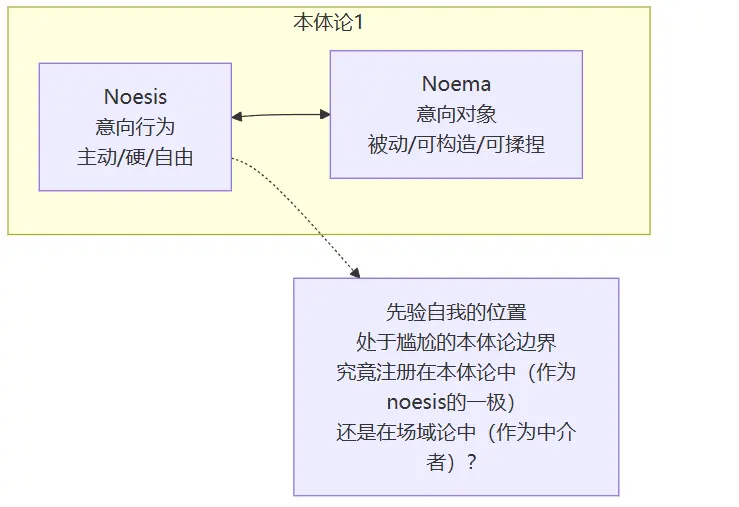 本体论1
Noesis
意向行为
主动/硬/自由
Noema
意向对象
被动/可构造/可揉捏
先验自我的位置
处于尴尬的本体论边界
究竟注册在本体论中（作为
noesis的一极）
还是在场域论中（作为中介
者）？